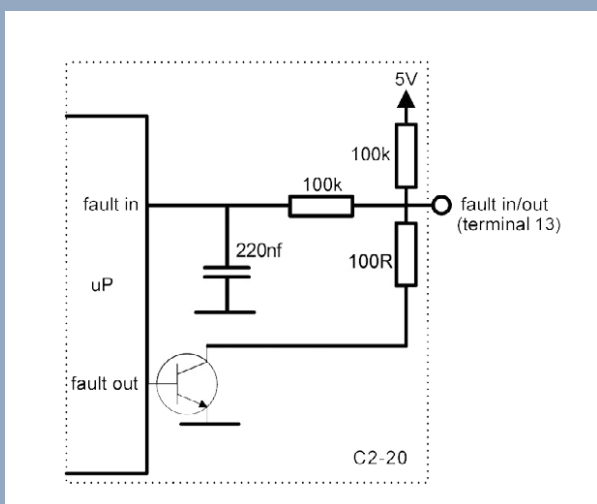 5V
100k
100k
fault in
fault in/out
(terminal 13)
220nf
100R
uP
fault out
C2-20